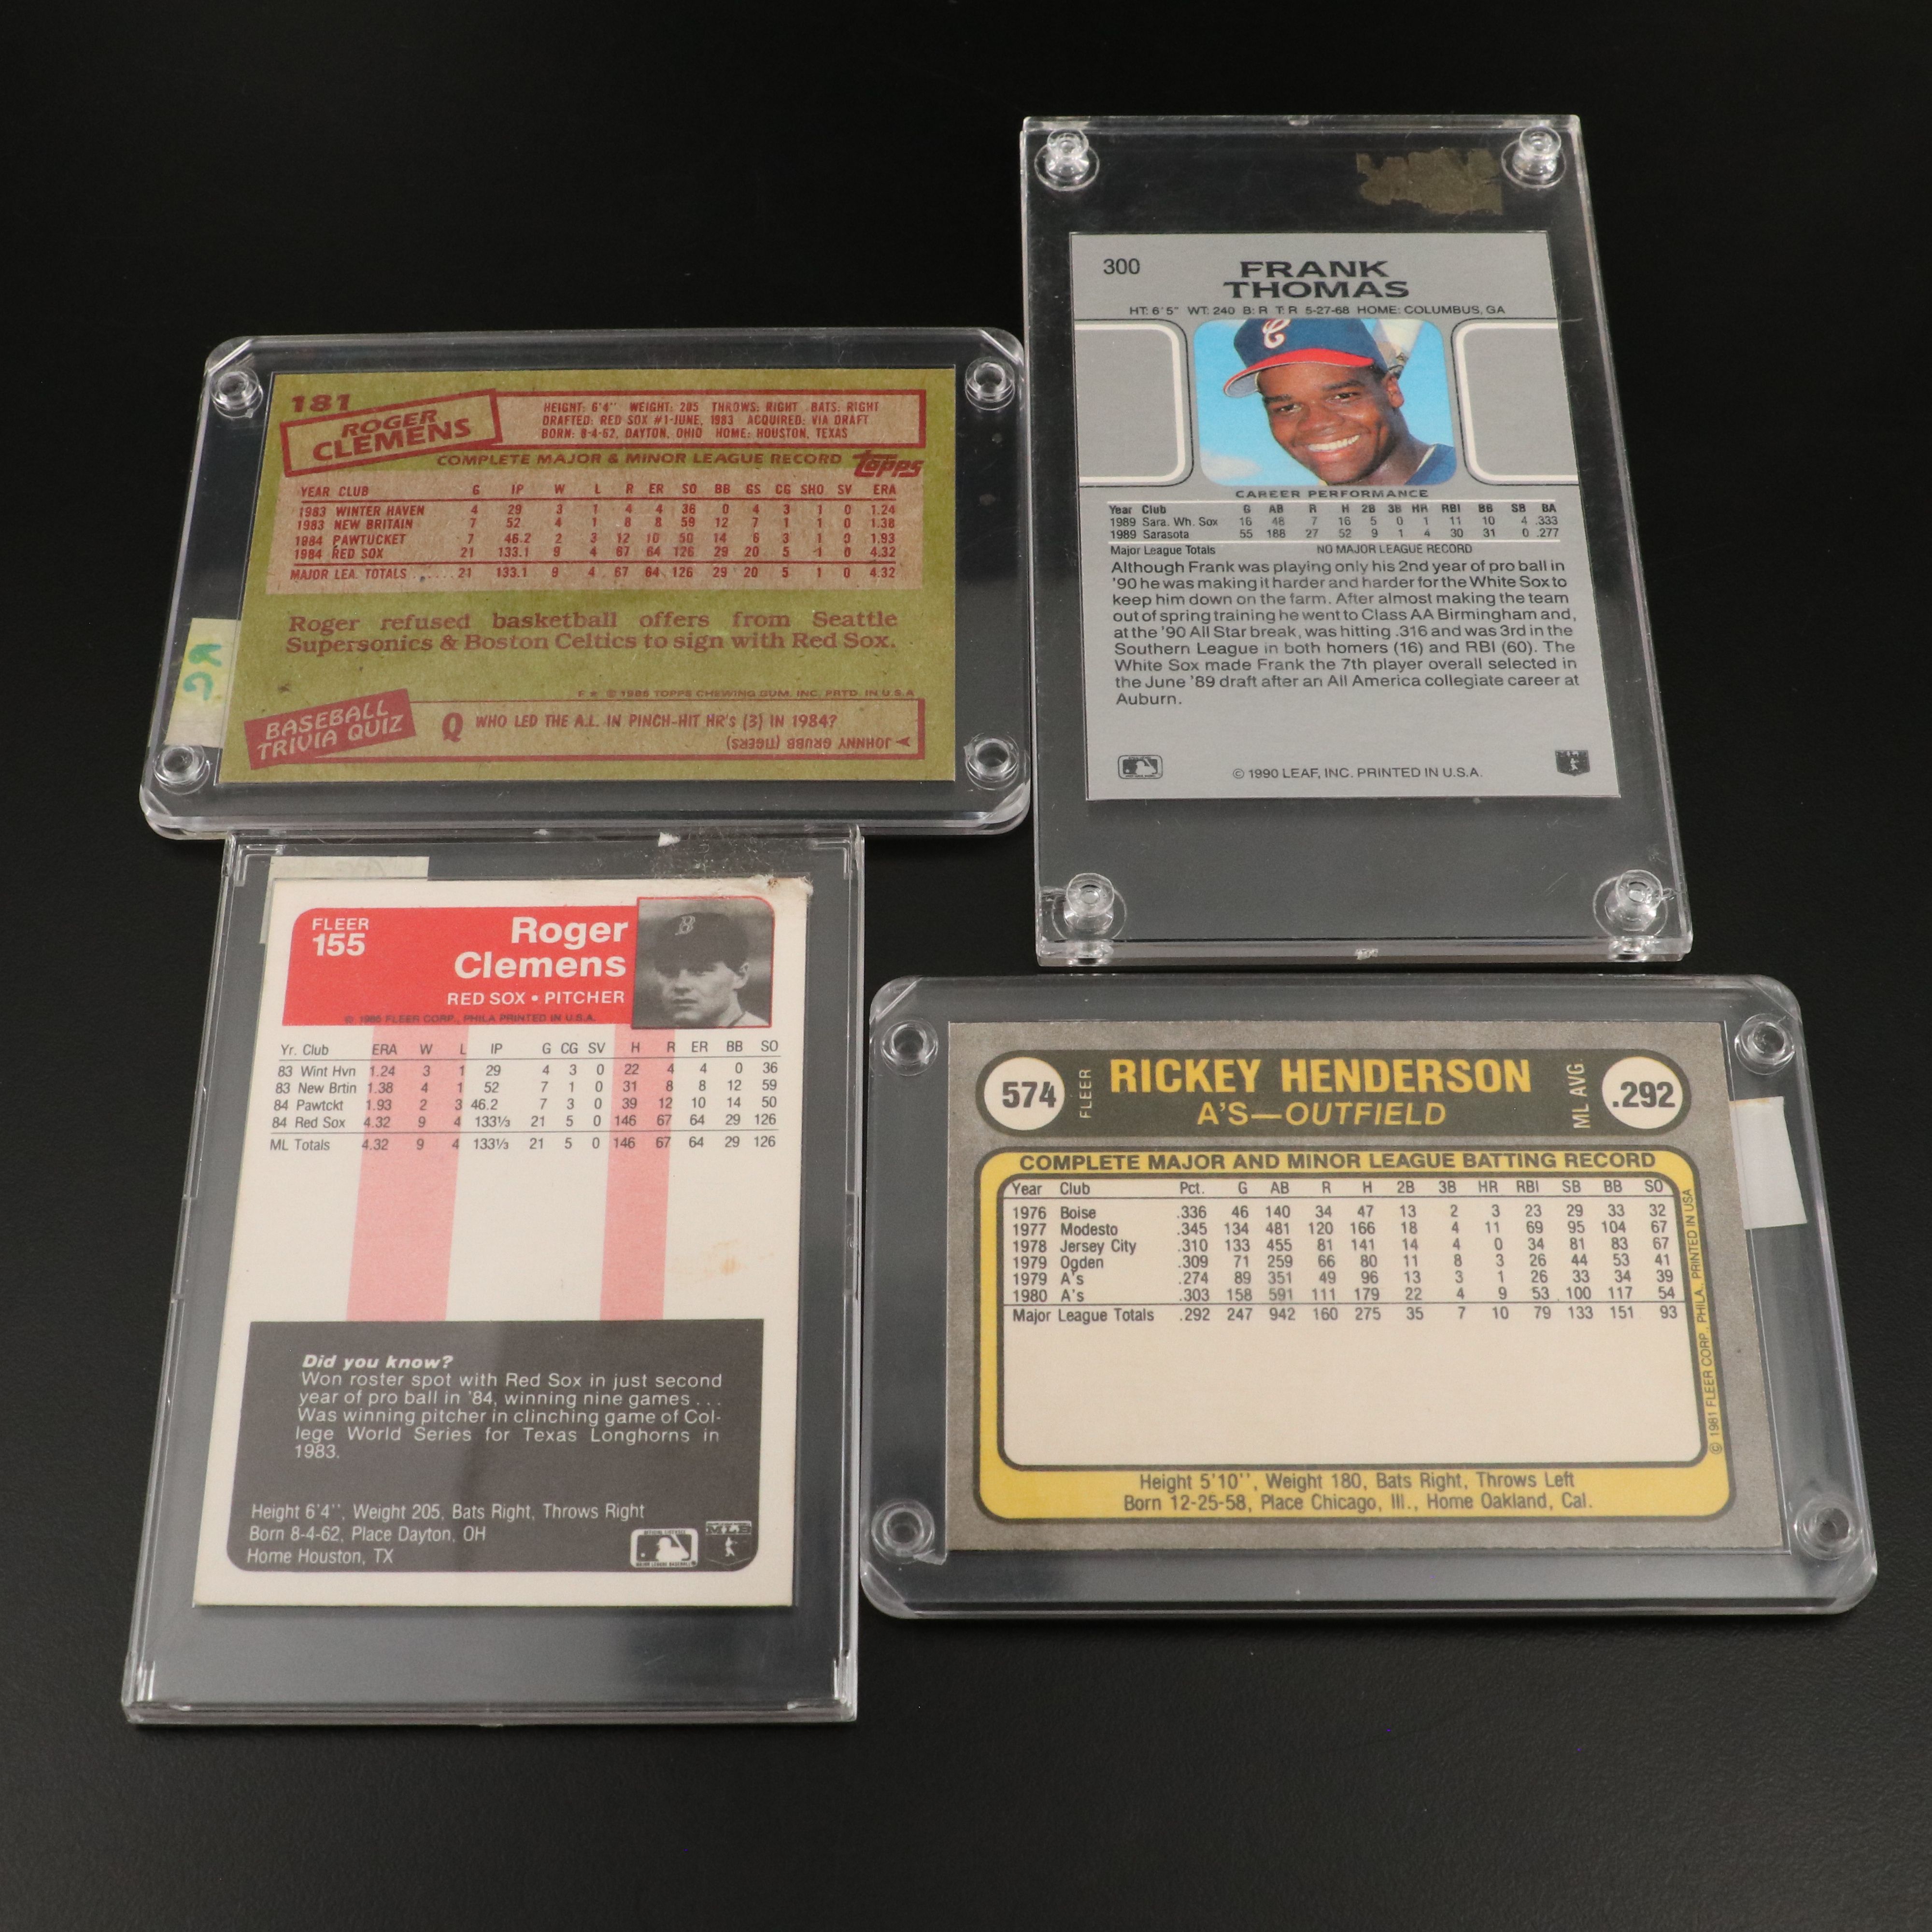 181
ROGER
CLEMENS
HEIGHT: 6'4" WEIGHT: 205 THROWS: RIGHT BATS: RIGHT
DRAFTED: RED SOX #1-JUNE, 1983 ACQUIRED: VIA DRAFT
BORN: 8-4-62, DAYTON, OHIO HOME: HOUSTON, TEXAS
COMPLETE MAJOR & MINOR LEAGUE RECORD topps
YEAR CLUB G IP W L R ER SO BB GS CG SHO SV ERA
1983 WINTER HAVEN 4 29 3 1 4 4 36 0 4 3 1 0 1.24
1983 NEW BRITAIN 7 52 4 1 8 8 59 12 7 1 1 0 1.38
1984 PAWTUCKET 7 46.2 2 3 12 10 50 14 6 3 1 0 1.93
1984 RED SOX 21 133.1 9 4 67 64 126 29 20 5 1 0 4.32
MAJOR LEA. TOTALS ...... 21 133.1 9 4 67 64 126 29 20 5 1 0 4.32
Roger refused basketball offers from Seattle
Supersonics & Boston Celtics to sign with Red Sox.
F ★ © 1985 TOPPS CHEWING GUM, INC. PRTD. IN U.S.A.
BASEBALL
TRIVIA QUIZ
Q WHO LED THE A.L. IN PINCH-HIT HR's (3) IN 1984?
A JOHNNY GRUBB (TIGERS)
RG
300
FRANK
THOMAS
HT: 6'5" WT: 240 B: R T: R 5-27-68 HOME: COLUMBUS, GA
C
CAREER PERFORMANCE
Year Club G AB R H 2B 3B HR RBI BB SB BA
1989 Sara. Wh. Sox 16 48 7 16 5 0 1 11 10 4 .333
1989 Sarasota 55 188 27 52 9 1 4 30 31 0 .277
Major League Totals NO MAJOR LEAGUE RECORD
Although Frank was playing only his 2nd year of pro ball in
'90 he was making it harder and harder for the White Sox to
keep him down on the farm. After almost making the team
out of spring training he went to Class AA Birmingham and,
at the '90 All Star break, was hitting .316 and was 3rd in the
Southern League in both homers (16) and RBI (60). The
White Sox made Frank the 7th player overall selected in
the June '89 draft after an All America collegiate career at
Auburn.
© 1990 LEAF, INC. PRINTED IN U.S.A.
FLEER
155
Roger
Clemens
RED SOX • PITCHER
© 1985 FLEER CORP., PHILA PRINTED IN U.S.A.
B
Yr. Club ERA W L IP G CG SV H R ER BB SO
83 Wint Hvn 1.24 3 1 29 4 3 0 22 4 4 0 36
83 New Brtin 1.38 4 1 52 7 1 0 31 8 8 12 59
84 Pawtckt 1.93 2 3 46.2 7 3 0 39 12 10 14 50
84 Red Sox 4.32 9 4 133⅓ 21 5 0 146 67 64 29 126
ML Totals 4.32 9 4 133⅓ 21 5 0 146 67 64 29 126
Did you know?
Won roster spot with Red Sox in just second
year of pro ball in '84, winning nine games . . .
Was winning pitcher in clinching game of Col-
lege World Series for Texas Longhorns in
1983.
Height 6'4'', Weight 205, Bats Right, Throws Right
Born 8-4-62, Place Dayton, OH
Home Houston, TX
MLB
574
FLEER
RICKEY HENDERSON
A'S—OUTFIELD
ML AVG.
.292
COMPLETE MAJOR AND MINOR LEAGUE BATTING RECORD
Year Club Pct. G AB R H 2B 3B HR RBI SB BB SO
1976 Boise .336 46 140 34 47 13 2 3 23 29 33 32
1977 Modesto .345 134 481 120 166 18 4 11 69 95 104 67
1978 Jersey City .310 133 455 81 141 14 4 0 34 81 83 67
1979 Ogden .309 71 259 66 80 11 8 3 26 44 53 41
1979 A's .274 89 351 49 96 13 3 1 26 33 34 39
1980 A's .303 158 591 111 179 22 4 9 53 100 117 54
Major League Totals .292 247 942 160 275 35 7 10 79 133 151 93
© 1981 FLEER CORP., PHILA., PRINTED IN USA
Height 5'10'', Weight 180, Bats Right, Throws Left
Born 12-25-58, Place Chicago, Ill., Home Oakland, Cal.